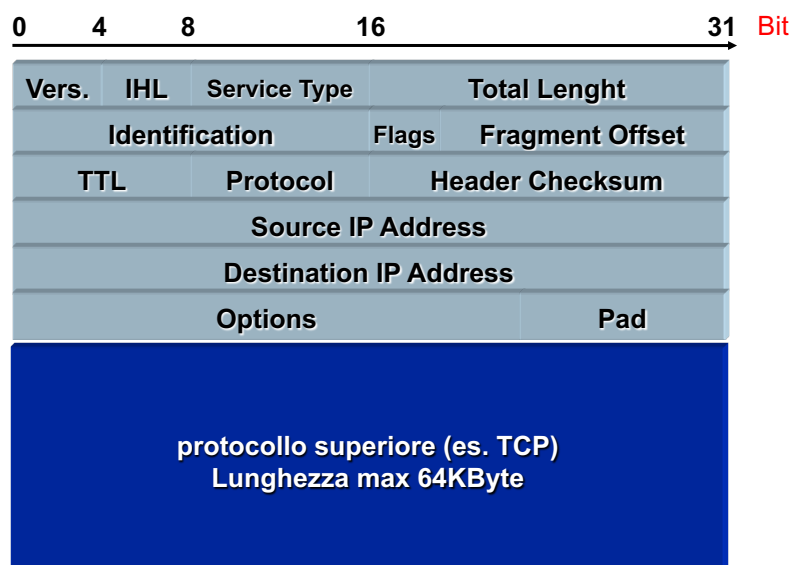 0 4 8 16 31 Bit
Vers. IHL Service Type Total Lenght
Identification Flags Fragment Offset
TTL Protocol Header Checksum
Source IP Address
Destination IP Address
Options Pad
protocollo superiore (es. TCP)
Lunghezza max 64KByte